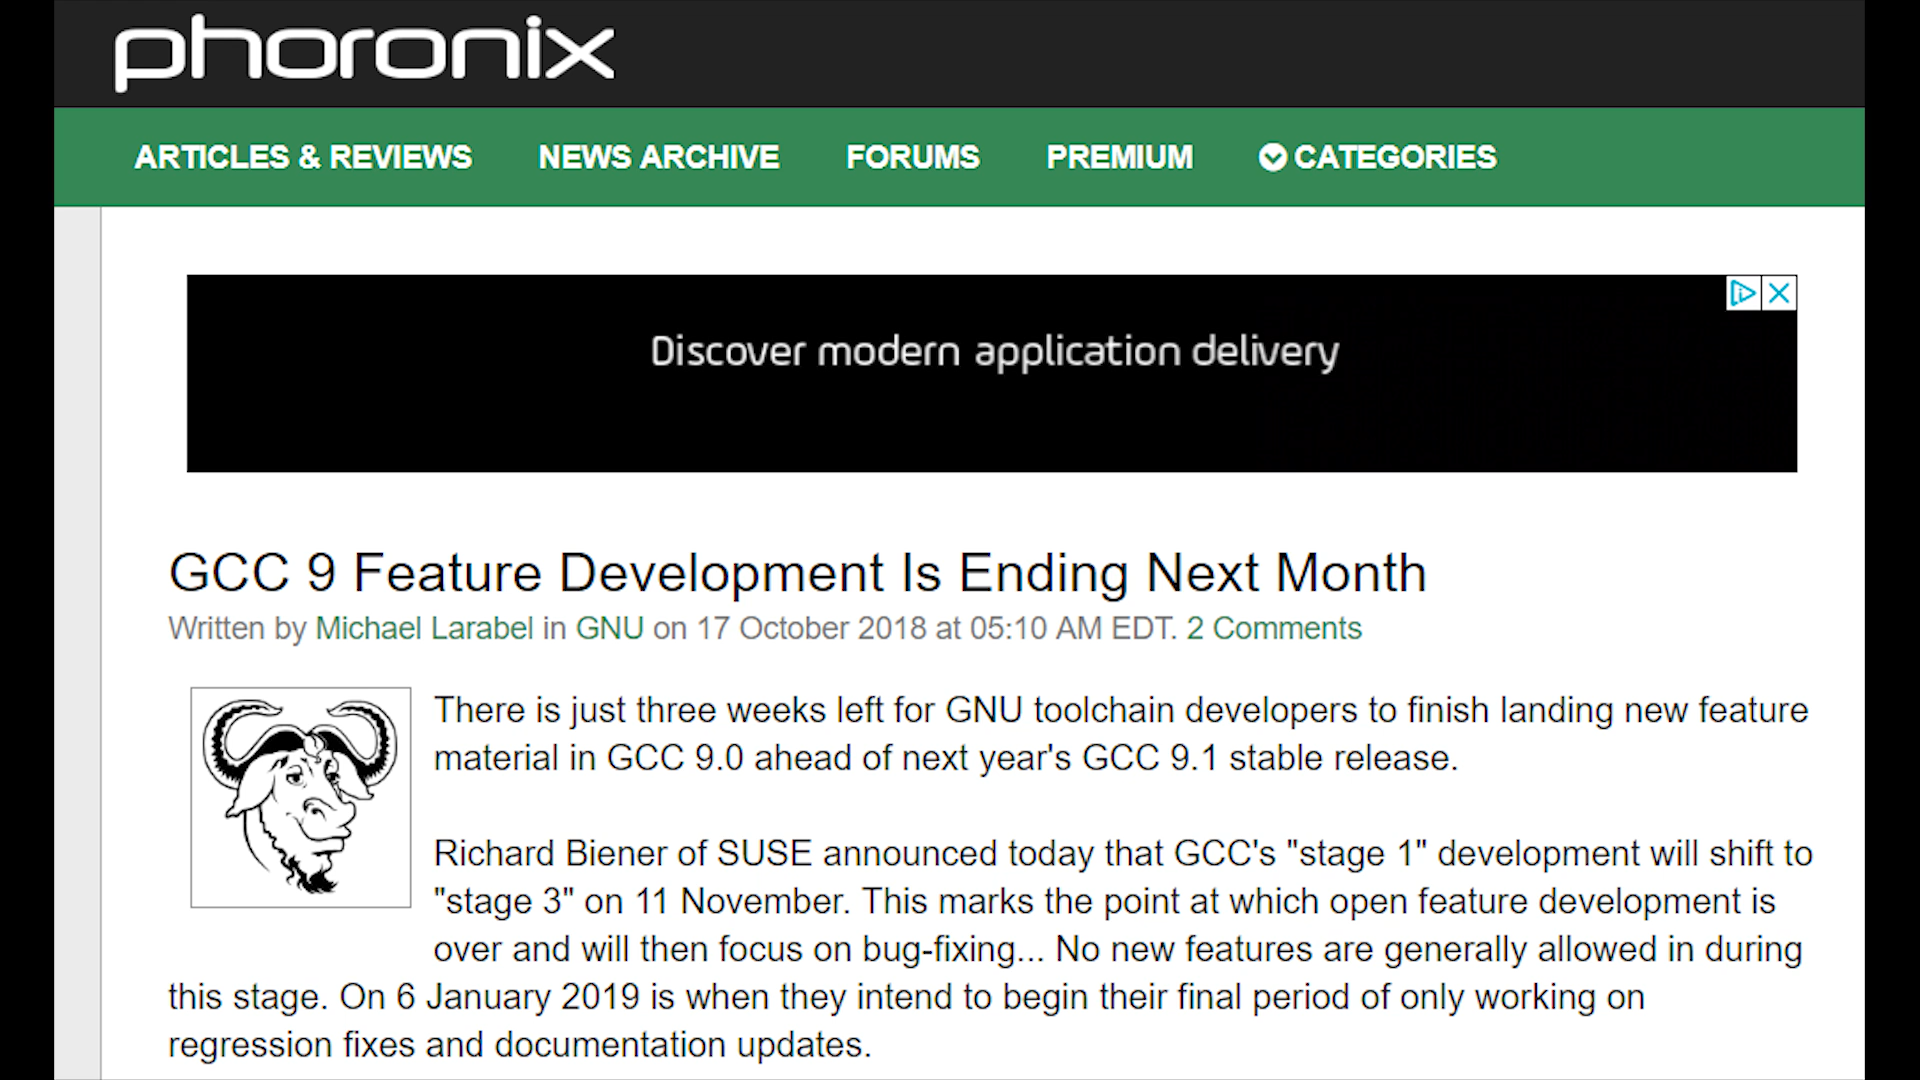 phoronix
ARTICLES & REVIEWS NEWS ARCHIVE FORUMS PREMIUM CATEGORIES
Discover modern application delivery
GCC 9 Feature Development Is Ending Next Month
Written by Michael Larabel in GNU on 17 October 2018 at 05:10 AM EDT. 2 Comments
There is just three weeks left for GNU toolchain developers to finish landing new feature
material in GCC 9.0 ahead of next year's GCC 9.1 stable release.
Richard Biener of SUSE announced today that GCC's "stage 1" development will shift to
"stage 3" on 11 November. This marks the point at which open feature development is
over and will then focus on bug-fixing... No new features are generally allowed in during
this stage. On 6 January 2019 is when they intend to begin their final period of only working on
regression fixes and documentation updates.